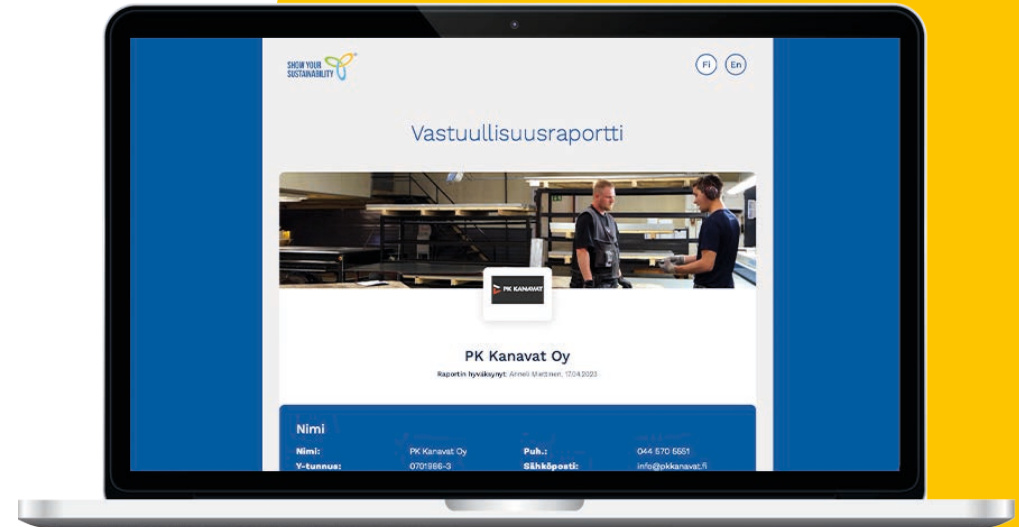 SHOW YOUR
SUSTAINABILITY
Fi En
Vastuullisuusraportti
PK KANAVAT
PK Kanavat Oy
Raportin hyväksynyt: Anneli Miettinen, 17.04.2023
Nimi
Nimi: PK Kanavat Oy Puh.: 044 570 5551
Y-tunnus: 0701986-3 Sähköposti: info@pkkanavat.fi